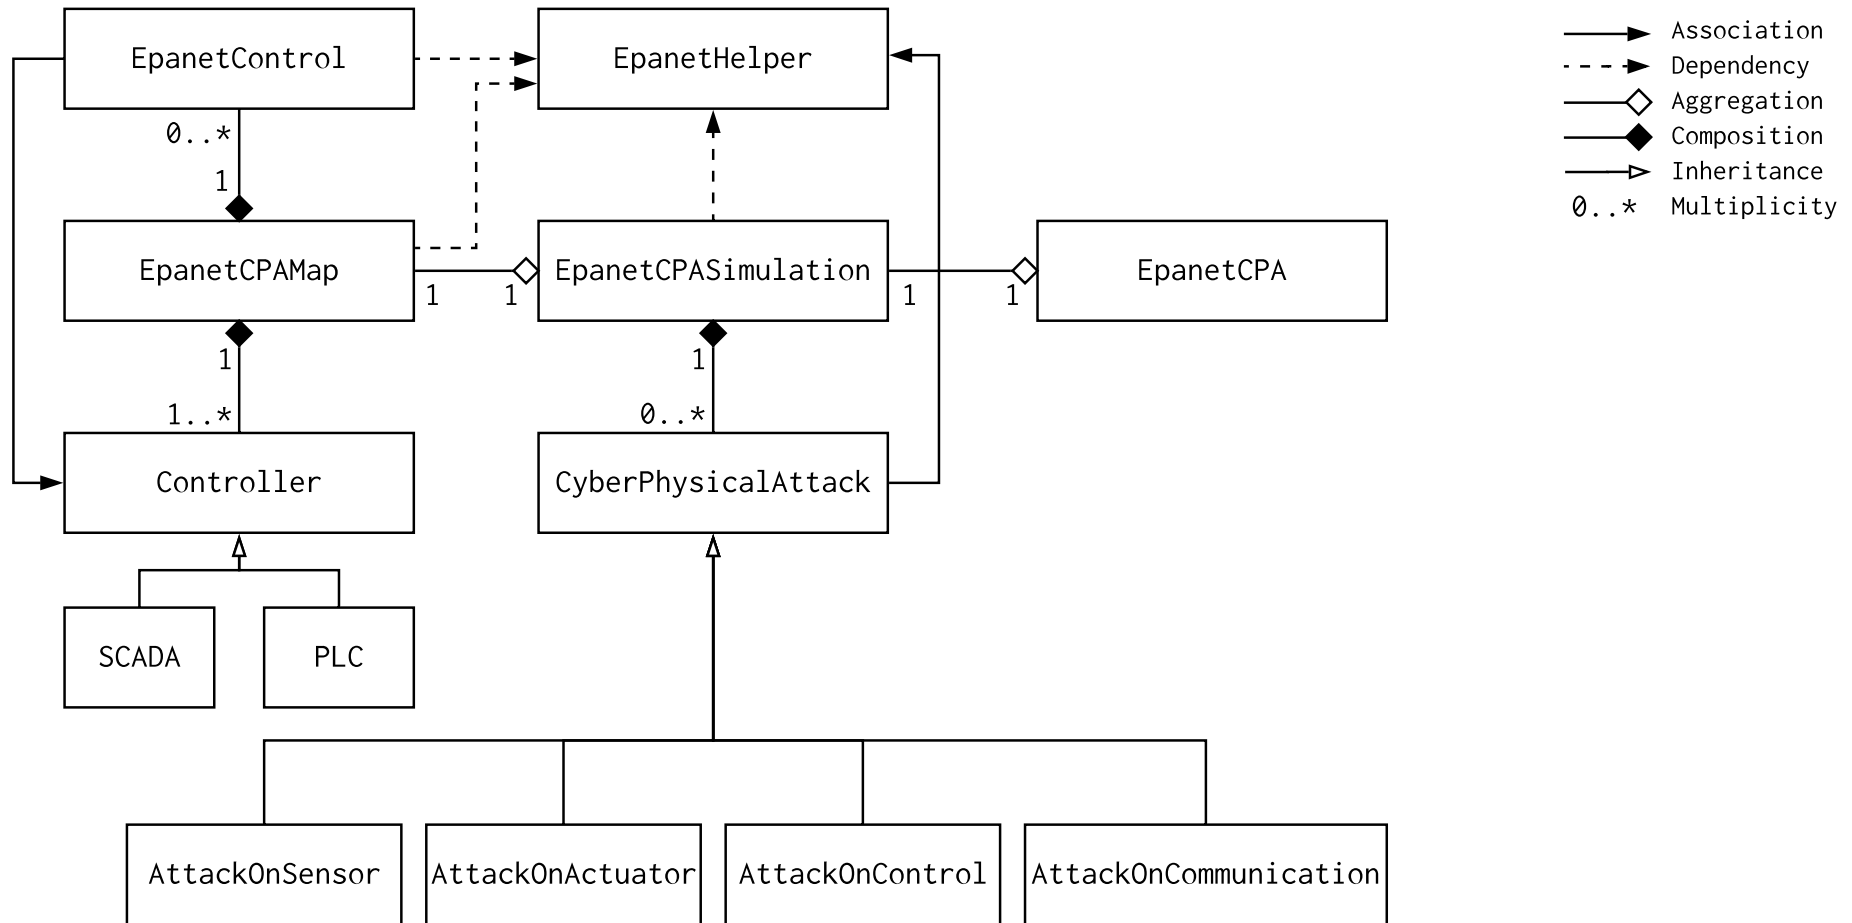 EpanetControl
EpanetHelper
Association
Dependency
Aggregation
Composition
Inheritance
0..* Multiplicity
0..*
1
EpanetCPAMap
EpanetCPASimulation
EpanetCPA
1 1
1 1
1
1..*
1
0..*
Controller
CyberPhysicalAttack
SCADA
PLC
AttackOnSensor
AttackOnActuator
AttackOnControl
AttackOnCommunication